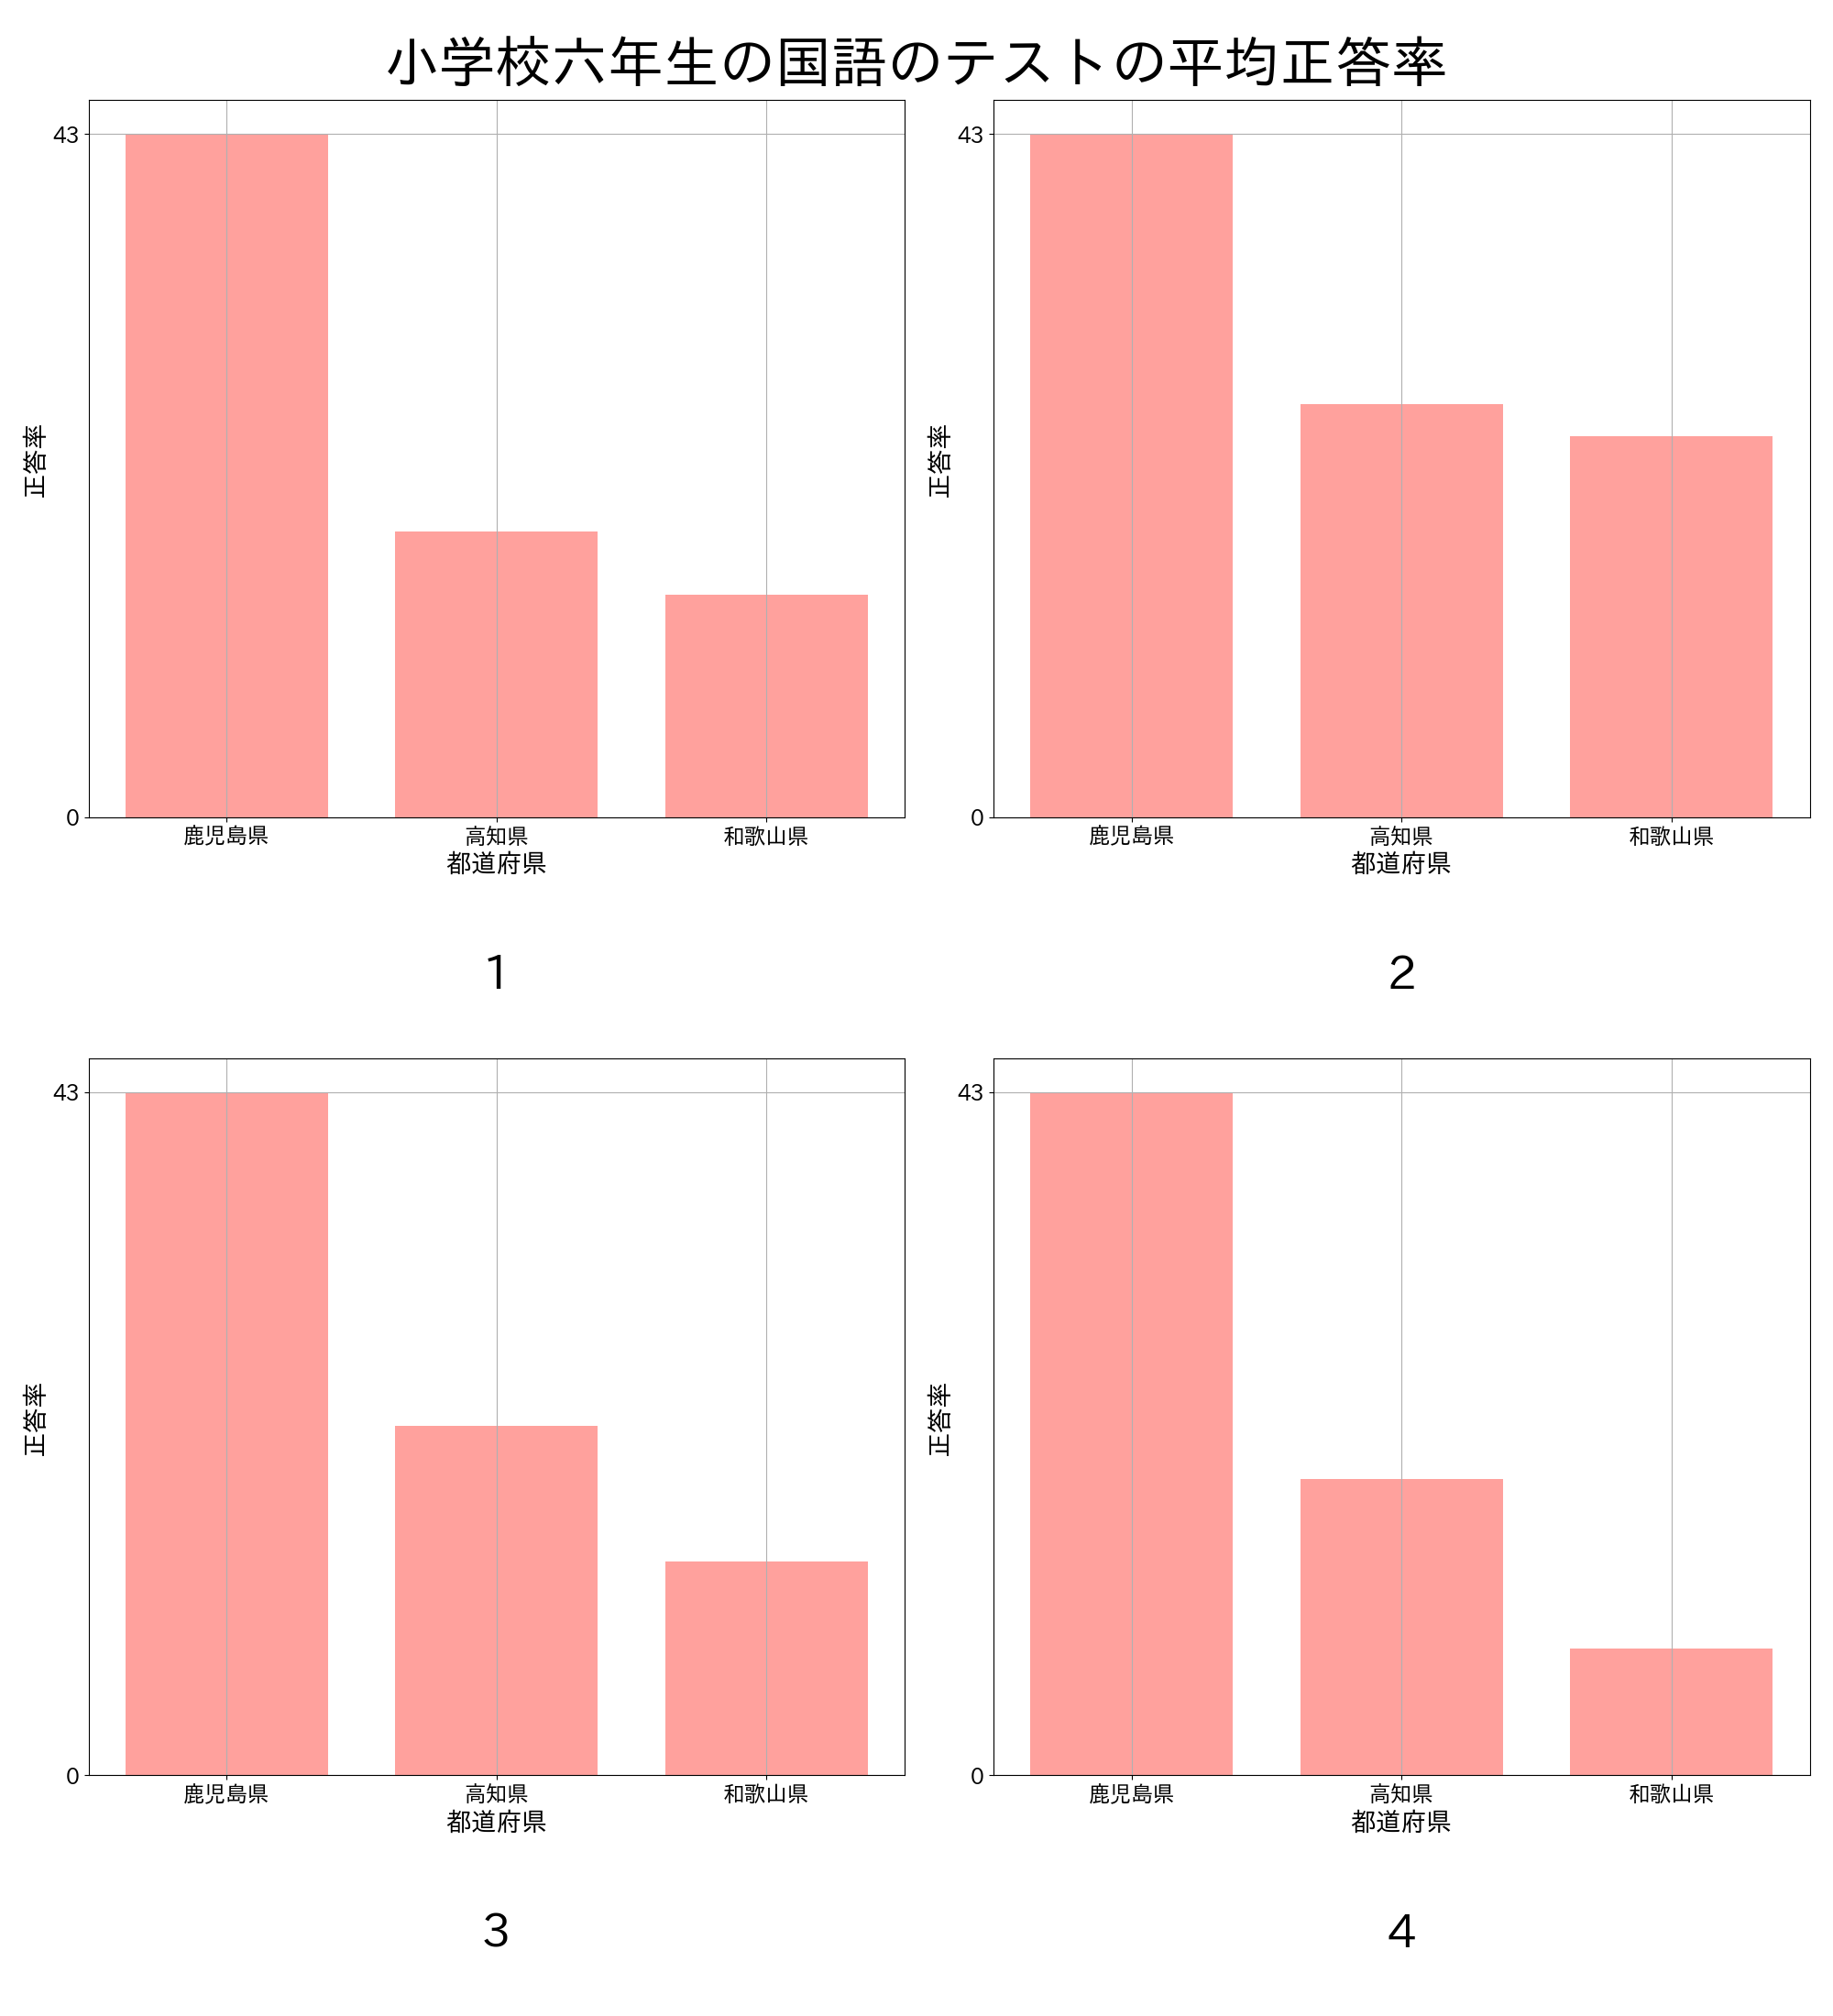 小学校六年生の国語のテストの平均正答率
43
正答率
0
鹿児島県 高知県 和歌山県
都道府県
1
43
正答率
0
鹿児島県 高知県 和歌山県
都道府県
2
43
正答率
0
鹿児島県 高知県 和歌山県
都道府県
3
43
正答率
0
鹿児島県 高知県 和歌山県
都道府県
4